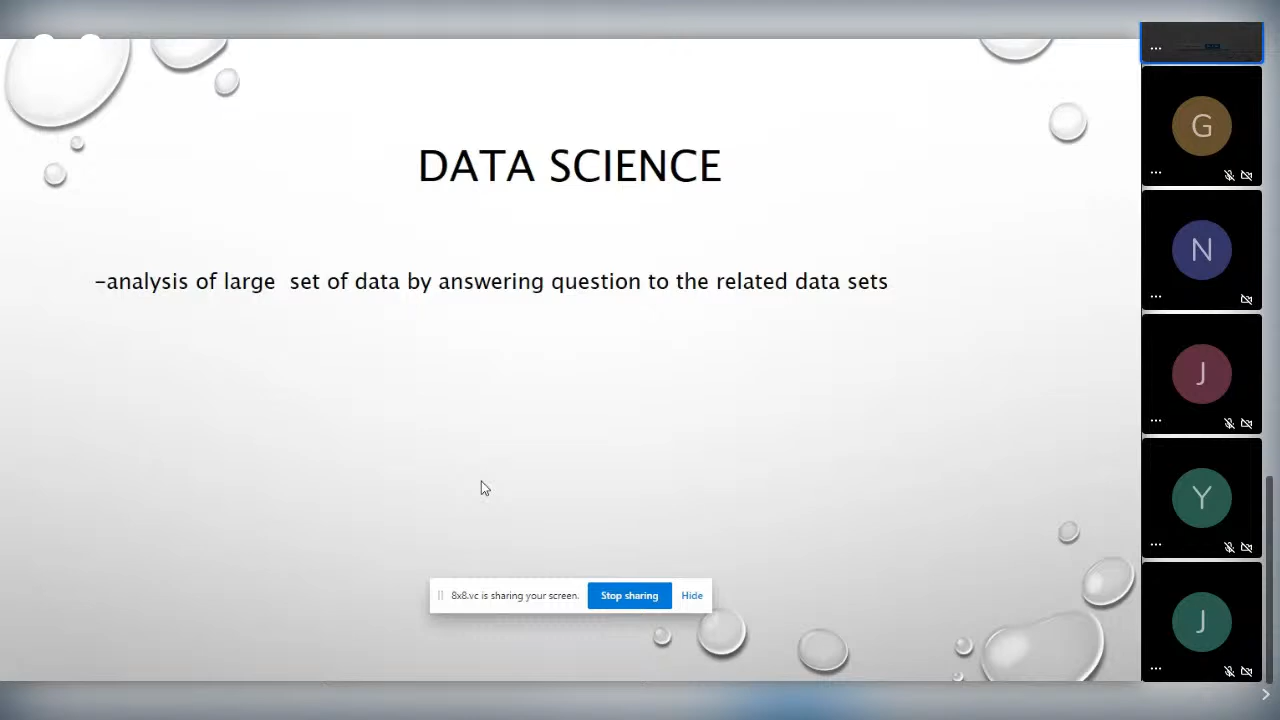 DATA SCIENCE
-analysis of large  set of data by answering question to the related data sets
8x8.vc is sharing your screen.
Stop sharing
Hide
G
N
J
Y
J